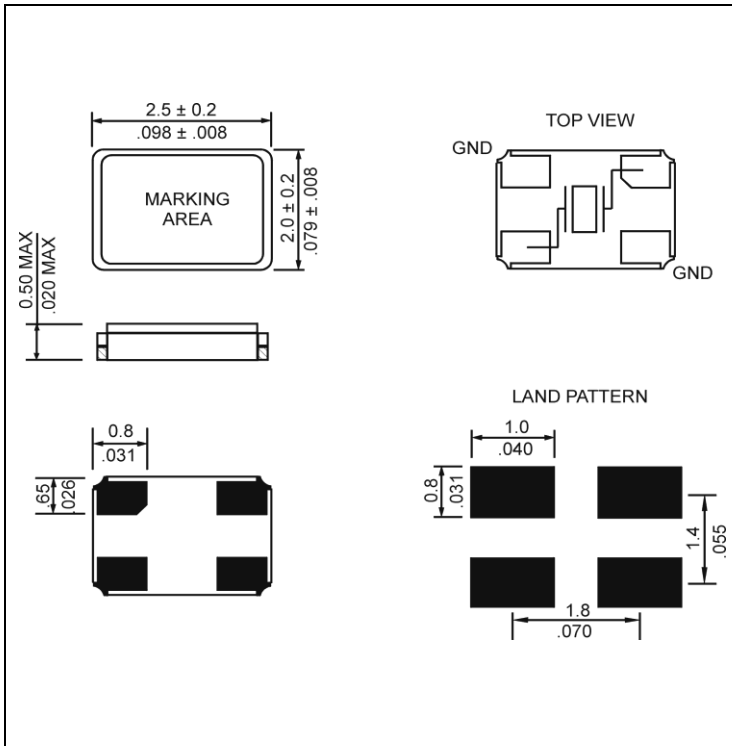 2.5 ± 0.2
.098 ± .008
MARKING
AREA
2.0 ± 0.2
.079 ± .008
0.50 MAX
.020 MAX
TOP VIEW
GND
GND
0.8
.031
.65
.026
LAND PATTERN
1.0
.040
0.8
.031
1.4
.055
1.8
.070